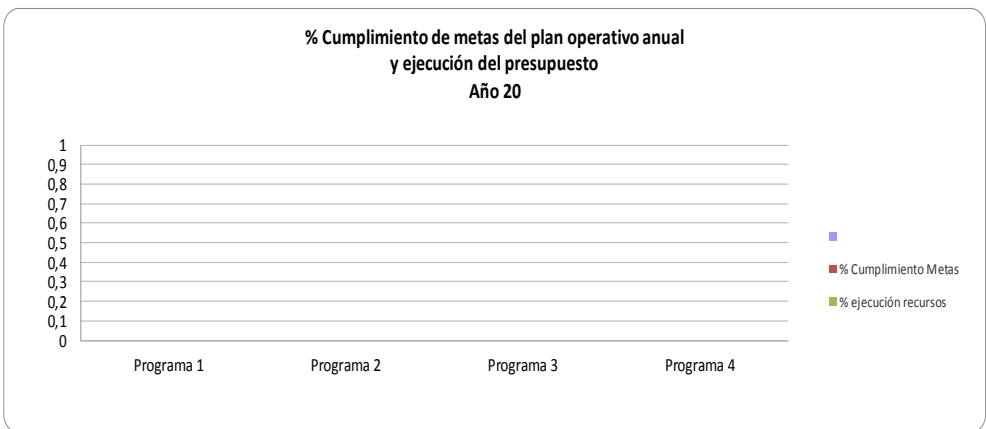 % Cumplimiento de metas del plan operativo anual
y ejecución del presupuesto
Año 20
1
0,9
0,8
0,7
0,6
0,5
0,4
0,3
0,2
0,1
0
Programa 1
Programa 2
Programa 3
Programa 4
% Cumplimiento Metas
% ejecución recursos